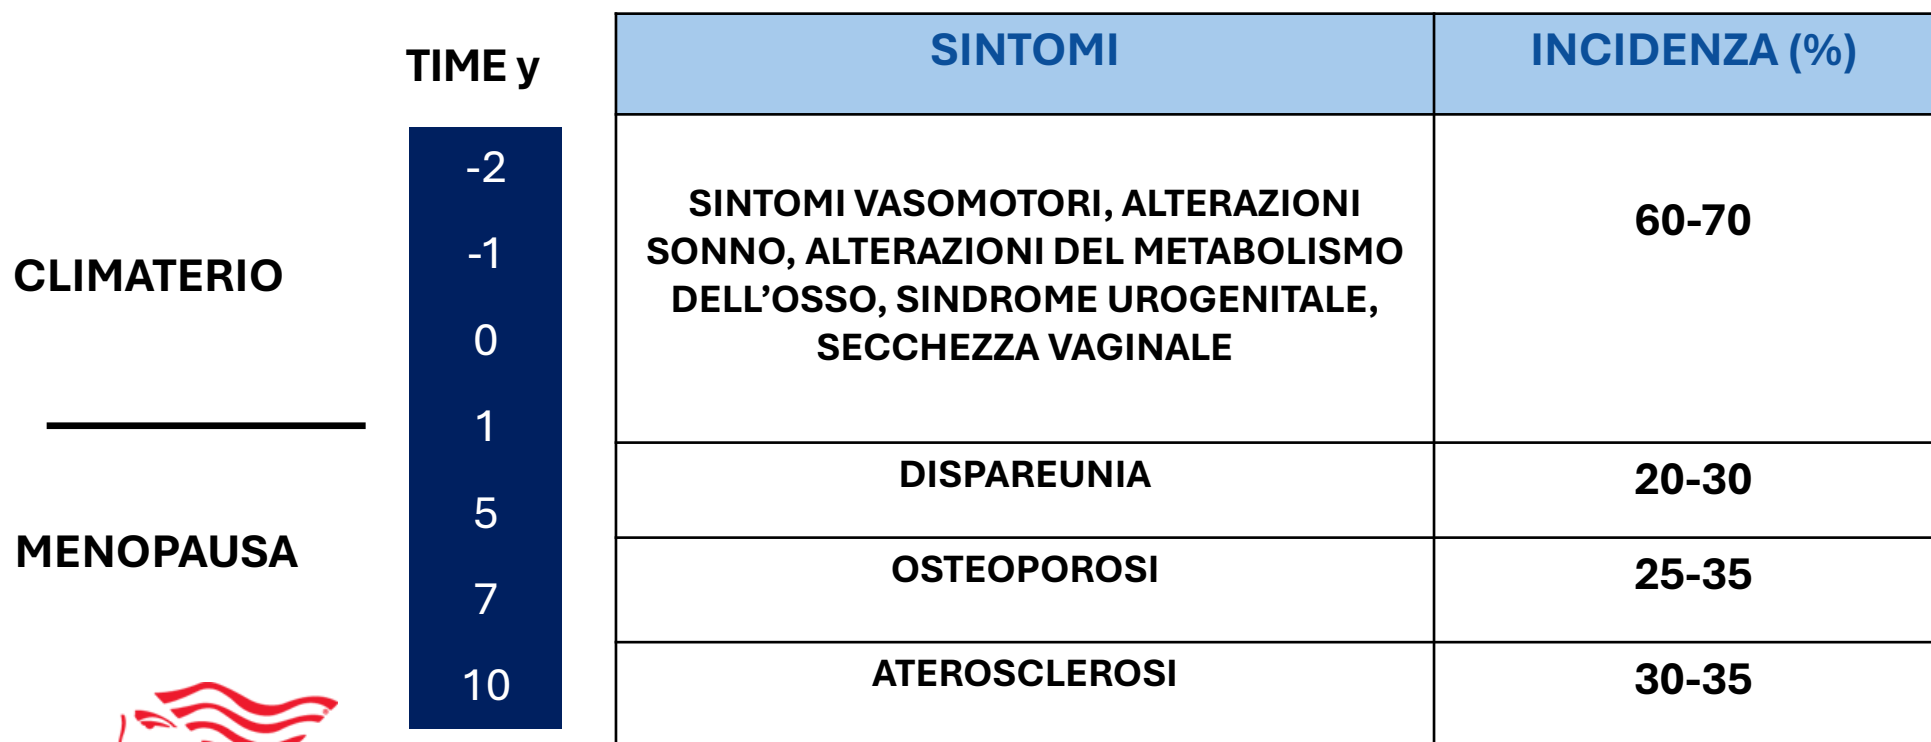 TIME y
SINTOMI
INCIDENZA (%)
CLIMATERIO
MENOPAUSA
-2
-1
0
1
5
7
10
SINTOMI VASOMOTORI, ALTERAZIONI
SONNO, ALTERAZIONI DEL METABOLISMO
DELL’OSSO, SINDROME UROGENITALE,
SECCHEZZA VAGINALE
60-70
DISPAREUNIA
20-30
OSTEOPOROSI
25-35
ATEROSCLEROSI
30-35